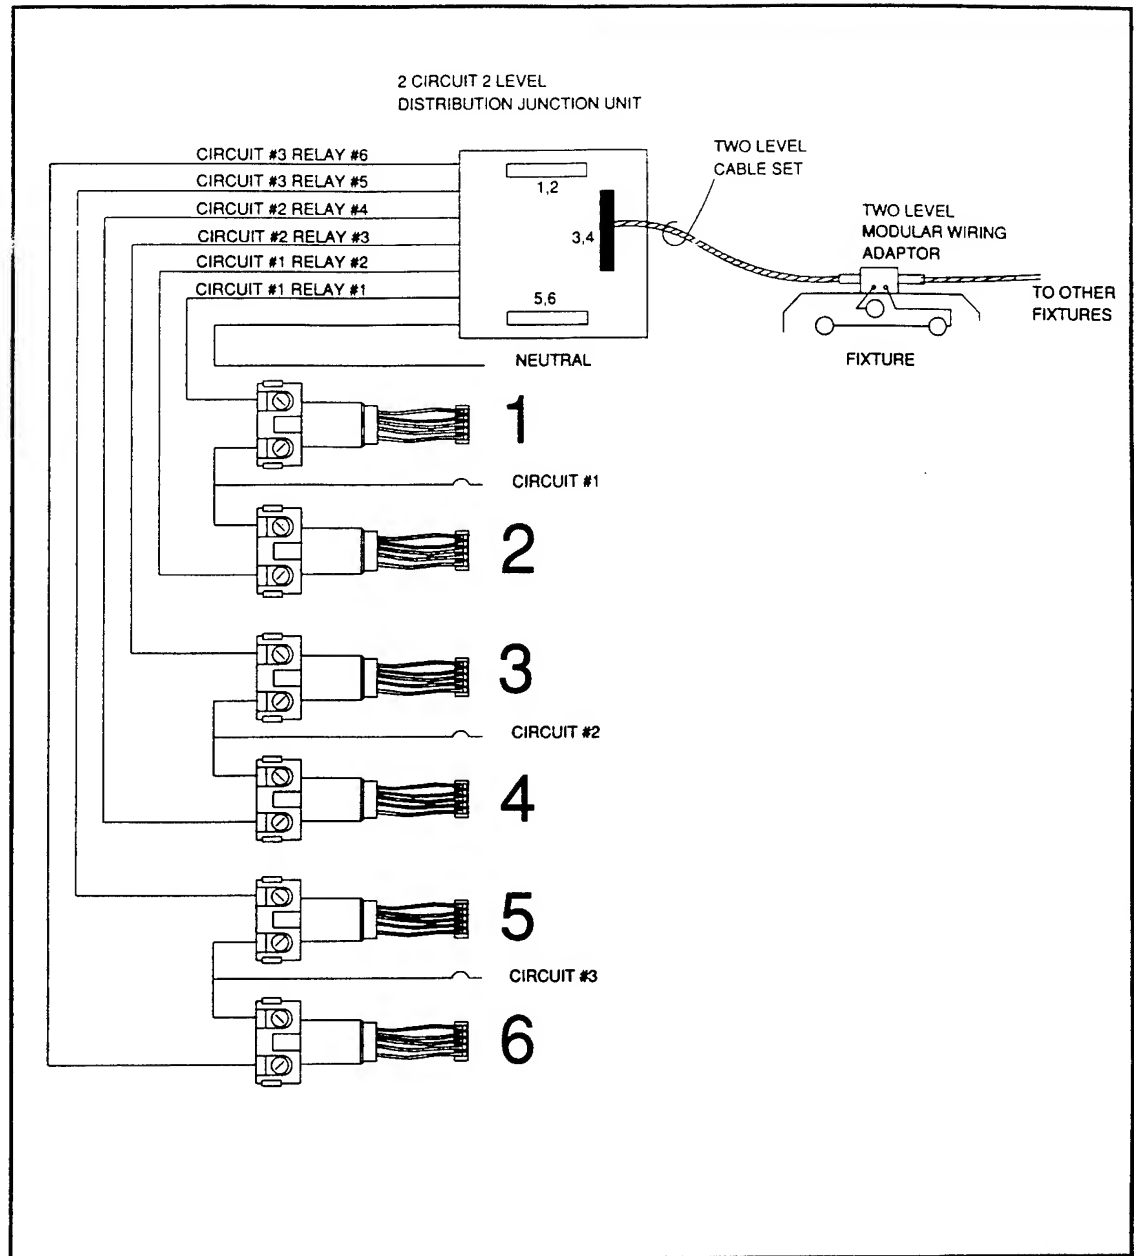 2 CIRCUIT 2 LEVEL
DISTRIBUTION JUNCTION UNIT
CIRCUIT #3 RELAY #6
CIRCUIT #3 RELAY #5
CIRCUIT #2 RELAY #4
CIRCUIT #2 RELAY #3
CIRCUIT #1 RELAY #2
CIRCUIT #1 RELAY #1
1,2
3,4
5,6
TWO LEVEL
CABLE SET
TWO LEVEL
MODULAR WIRING
ADAPTOR
TO OTHER
FIXTURES
FIXTURE
NEUTRAL
1
CIRCUIT #1
2
3
CIRCUIT #2
4
5
CIRCUIT #3
6